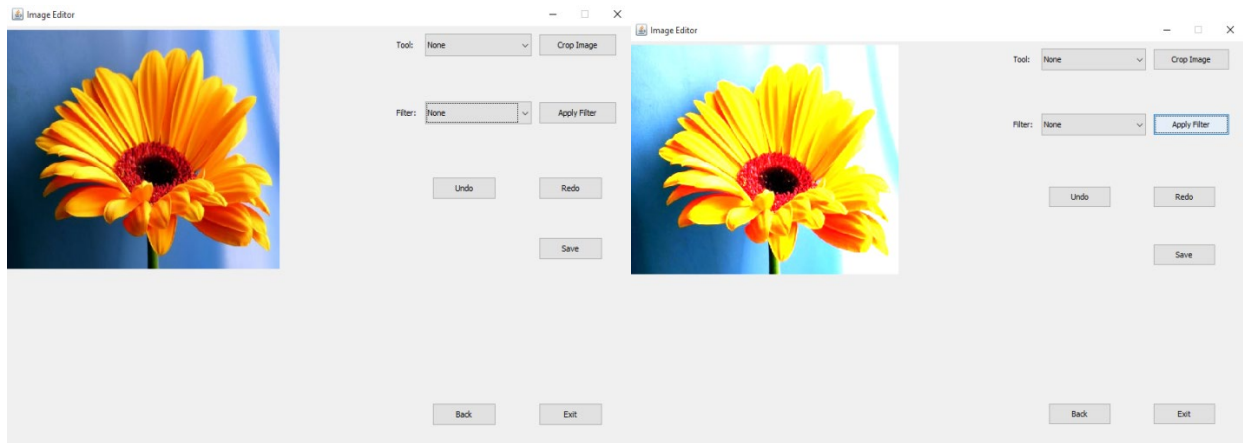 Image Editor
Tool: None Crop Image
Filter: None Apply Filter
Undo Redo
Save
Back Exit
Image Editor
Tool: None Crop Image
Filter: None Apply Filter
Undo Redo
Save
Back Exit